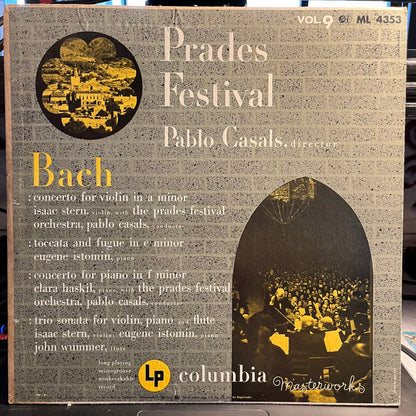 VOL. 9 ML 4353
Prades
Festival
Pablo Casals, director
Bach
: concerto for violin in a minor
isaac stern, violin, with the prades festival
orchestra, pablo casals, conductor
: toccata and fugue in e minor
eugene istomin, piano
: concerto for piano in f minor
clara haskil, piano, with the prades festival
orchestra, pablo casals, conductor
: trio sonata for violin, piano and flute
isaac stern, violin, eugene istomin, piano
john wummer, flute
long playing
microgroove
nonbreakable
record
LP columbia Masterworks